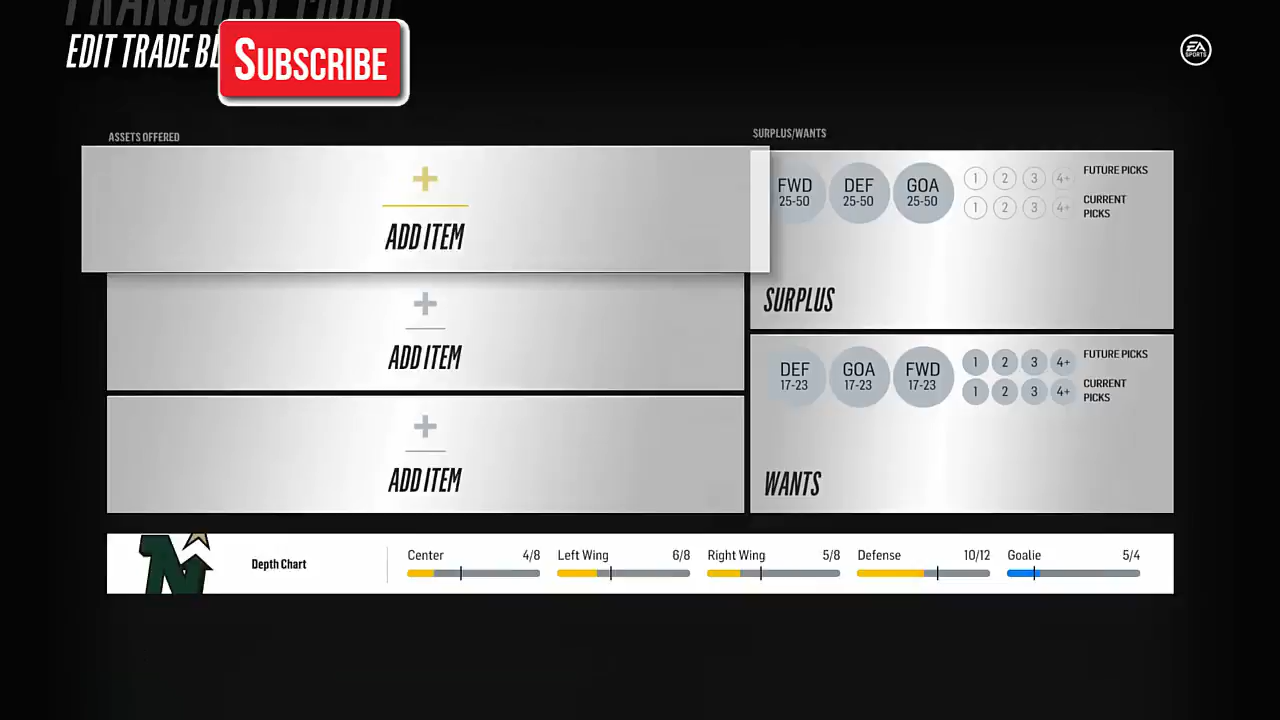 FRANCHISE MODE
EDIT TRADE BL
SUBSCRIBE
EA
SPORTS
ASSETS OFFERED
SURPLUS/WANTS
+
ADD ITEM
+
ADD ITEM
+
ADD ITEM
FWD
25-50
DEF
25-50
GOA
25-50
1 2 3 4+ FUTURE PICKS
1 2 3 4+ CURRENT
PICKS
SURPLUS
DEF
17-23
GOA
17-23
FWD
17-23
1 2 3 4+ FUTURE PICKS
1 2 3 4+ CURRENT
PICKS
WANTS
N
Depth Chart
Center 4/8
Left Wing 6/8
Right Wing 5/8
Defense 10/12
Goalie 5/4